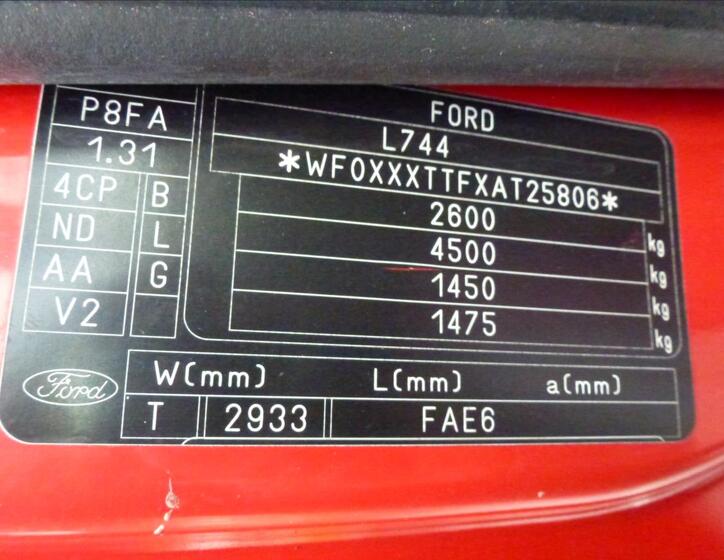 P8FA
1.31
4CP B
ND L
AA G
V2
FORD
L744
*WF0XXXTTFXAT25806*
2600 kg
4500 kg
1450 kg
1475 kg
Ford
W(mm) L(mm) a(mm)
T 2933 FAE6